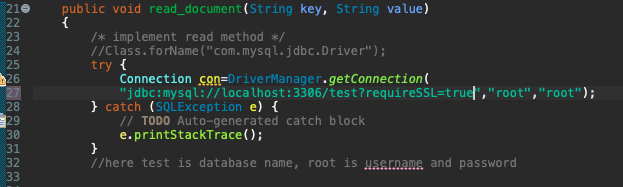 21 public void read_document(String key, String value)
22 {
23 /* implement read method */
24 //Class.forName("com.mysql.jdbc.Driver");
25 try {
26 Connection con=DriverManager.getConnection(
27 "jdbc:mysql://localhost:3306/test?requireSSL=true","root","root");
28 } catch (SQLException e) {
29 // TODO Auto-generated catch block
30 e.printStackTrace();
31 }
32 //here test is database name, root is username and password
33